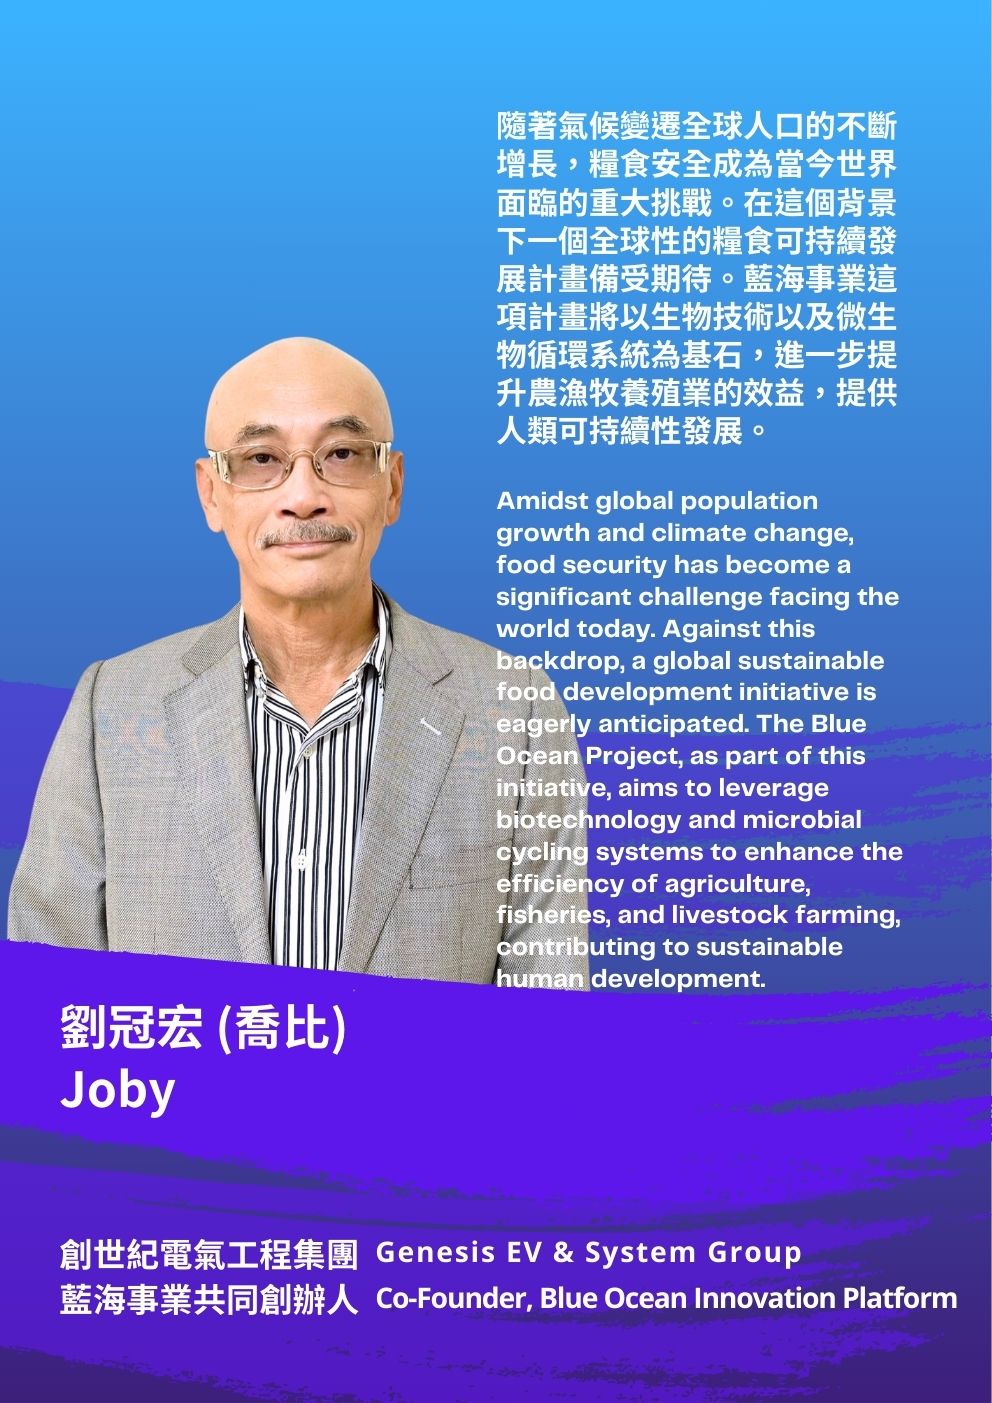 隨著氣候變遷全球人口的不斷
增長，糧食安全成為當今世界
面臨的重大挑戰。在這個背景
下一個全球性的糧食可持續發
展計畫備受期待。藍海事業這
項計畫將以生物技術以及微生
物循環系統為基石，進一步提
升農漁牧養殖業的效益，提供
人類可持續性發展。
Amidst global population
growth and climate change,
food security has become a
significant challenge facing the
world today. Against this
backdrop, a global sustainable
food development initiative is
eagerly anticipated. The Blue
Ocean Project, as part of this
initiative, aims to leverage
biotechnology and microbial
cycling systems to enhance the
efficiency of agriculture,
fisheries, and livestock farming,
contributing to sustainable
human development.
劉冠宏 (喬比)
Joby
創世紀電氣工程集團 Genesis EV & System Group
藍海事業共同創辦人 Co-Founder, Blue Ocean Innovation Platform